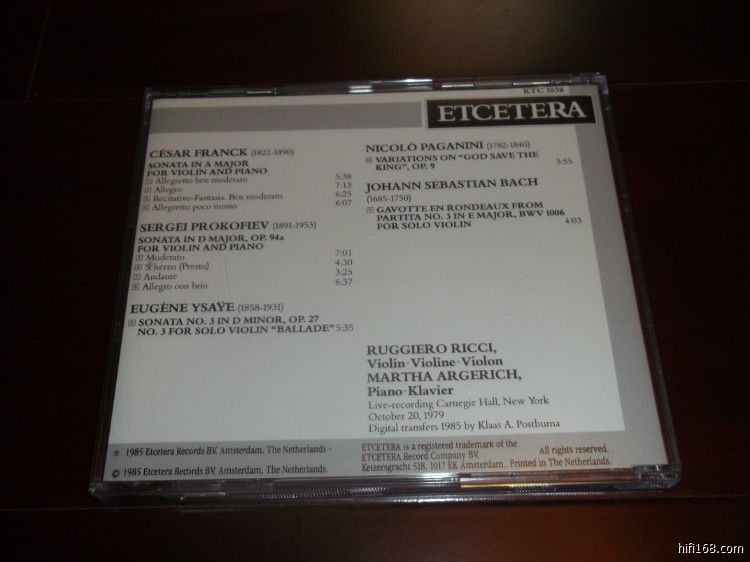 KTC 1038
ETCETERA
CÉSAR FRANCK (1822-1890)
SONATA IN A MAJOR
FOR VIOLIN AND PIANO
1 Allegretto ben moderato 5:38
2 Allegro 7:13
3 Recitativo-Fantasia. Ben moderato 6:25
4 Allegretto poco mosso 6:07
SERGEI PROKOFIEV (1891-1953)
SONATA IN D MAJOR, OP. 94a
FOR VIOLIN AND PIANO
5 Moderato 7:01
6 Scherzo (Presto) 4:30
7 Andante 3:25
8 Allegro con brio 6:37
EUGÈNE YSAŸE (1858-1931)
9 SONATA NO. 3 IN D MINOR, OP. 27
NO. 3 FOR SOLO VIOLIN "BALLADE" 5:35
NICOLÒ PAGANINI (1782-1840)
VARIATIONS ON "GOD SAVE THE
KING", OP. 9 3:55
JOHANN SEBASTIAN BACH
(1685-1750)
GAVOTTE EN RONDEAUX FROM
PARTITA NO. 3 IN E MAJOR, BWV 1006
FOR SOLO VIOLIN 4:03
RUGGIERO RICCI,
Violin·Violine·Violon
MARTHA ARGERICH,
Piano·Klavier
Live-recording Carnegie Hall, New York
October 20, 1979
Digital transfers 1985 by Klaas A. Posthuma
℗ 1985 Etcetera Records BV, Amsterdam, The Netherlands -
© 1985 Etcetera Records BV, Amsterdam, The Netherlands.
ETCETERA is a registered trademark of the
ETCETERA Record Company BV.
Keizersgracht 518, 1017 EK Amsterdam.
All rights reserved.
Printed in The Netherlands.
hifi168.com